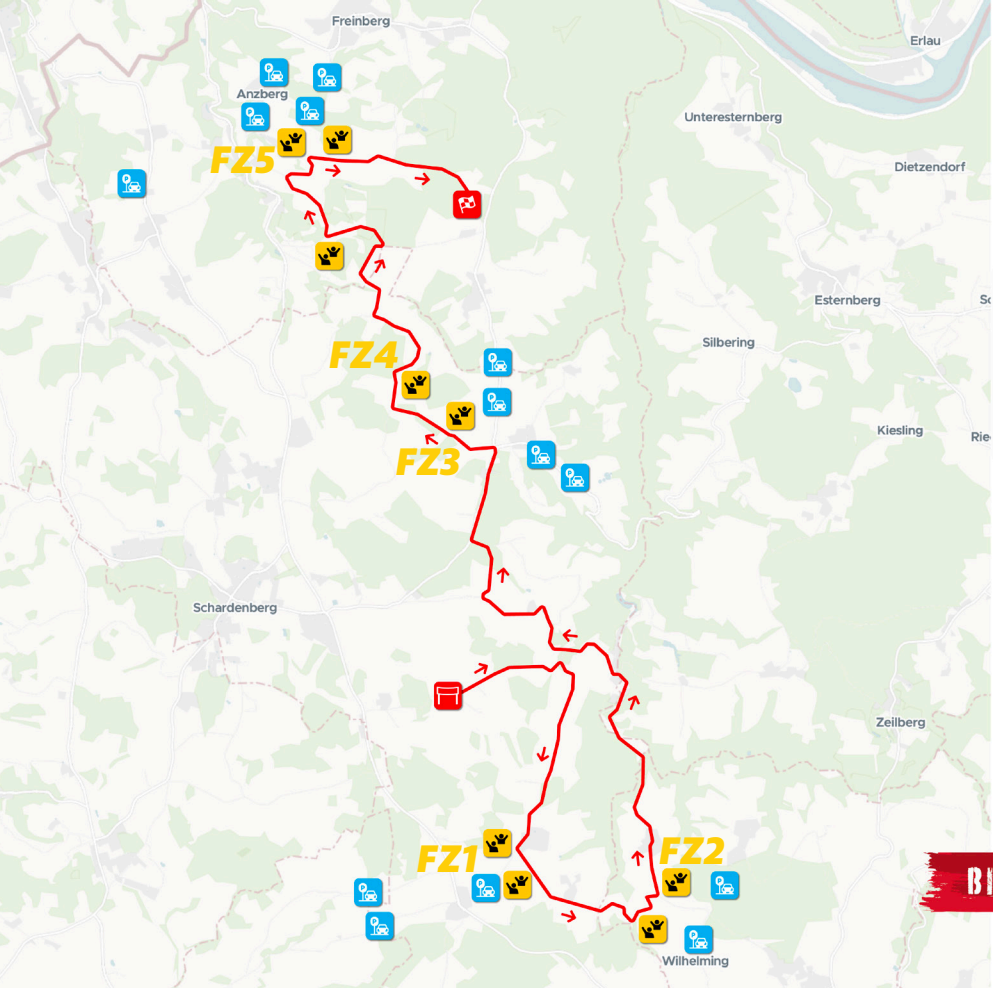 Freinberg
Erlau
Anzberg
Unteresternberg
FZ5
Dietzendorf
Esternberg
Silbering
FZ4
Kiesling
FZ3
Schardenberg
Zeilberg
FZ1
FZ2
Wilhelming